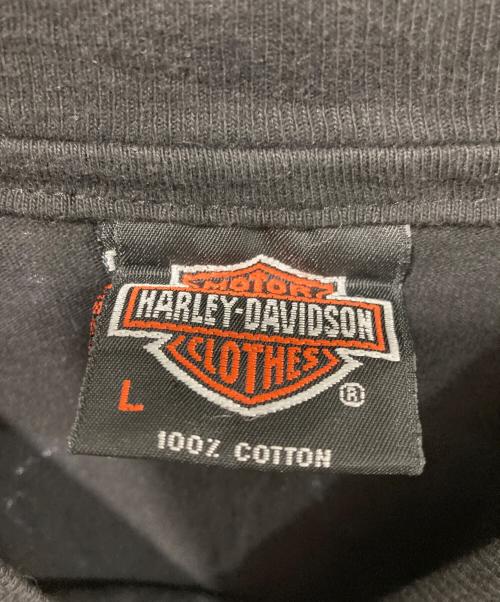 MOTOR
HARLEY-DAVIDSON
CLOTHES
®
L
100% COTTON